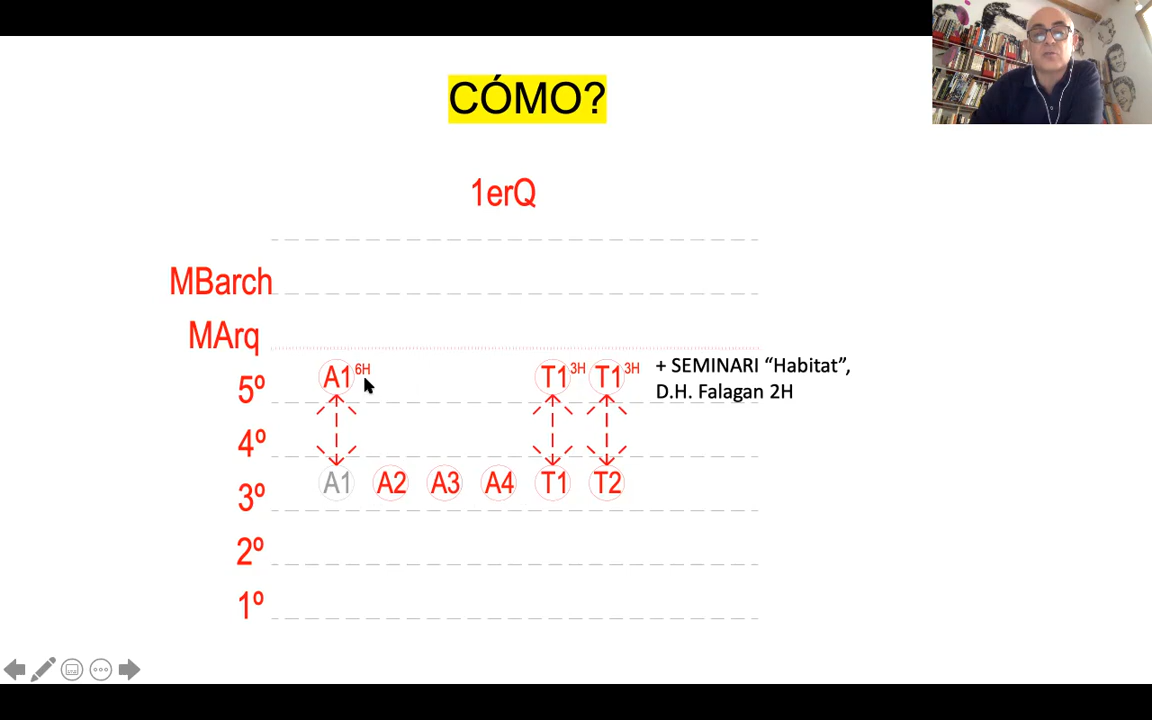 CÓMO?
1erQ
MBarch
MArq
5º A1 6H T1 3H T1 3H
+ SEMINARI “Habitat”,
D.H. Falagan 2H
4º
3º A1 A2 A3 A4 T1 T2
2º
1º